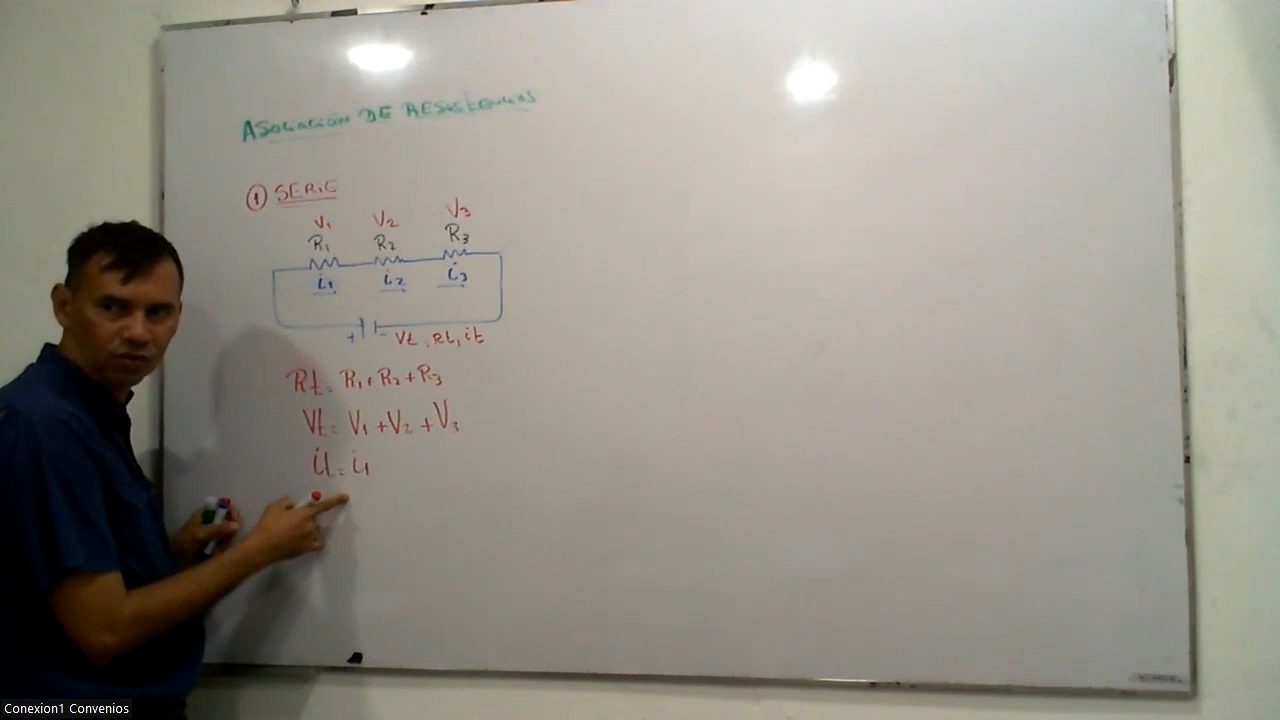 ASOCIACION DE RESISTENCIAS
① SERIE
V₁ V₂ V₃
R₁ R₂ R₃
i₁ i₂ i₃
+ - Vt, Rt, it
Rt = R₁ + R₂ + R₃
Vt = V₁ + V₂ + V₃
it = i₁
Conexion1 Convenios